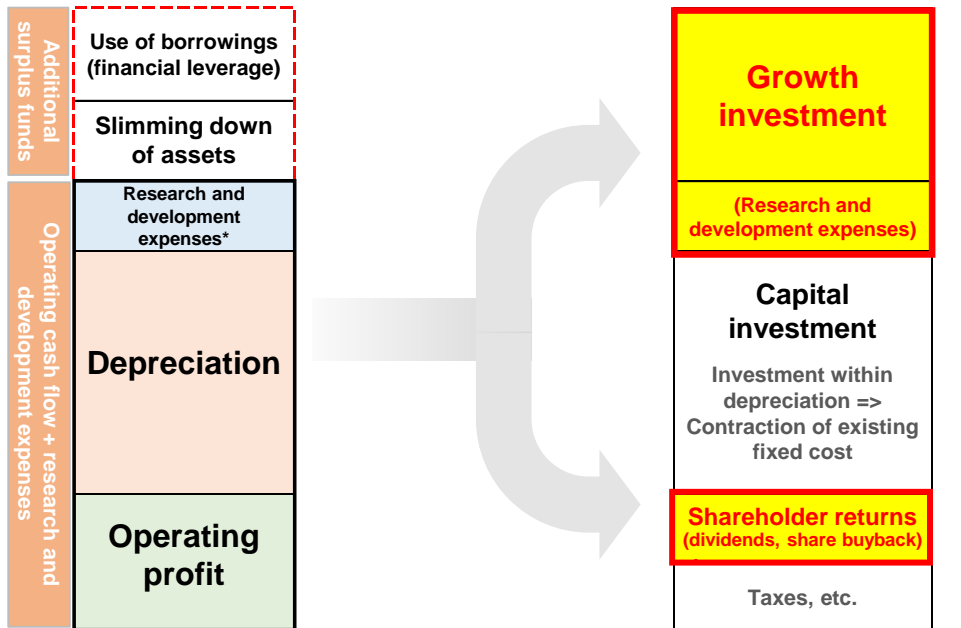 Additional
surplus funds
Use of borrowings
(financial leverage)
Slimming down
of assets
Operating cash flow + research and
development expenses
Research and
development
expenses*
Depreciation
Operating
profit
Growth
investment
(Research and
development expenses)
Capital
investment
Investment within
depreciation =>
Contraction of existing
fixed cost
Shareholder returns
(dividends, share buyback)
Taxes, etc.